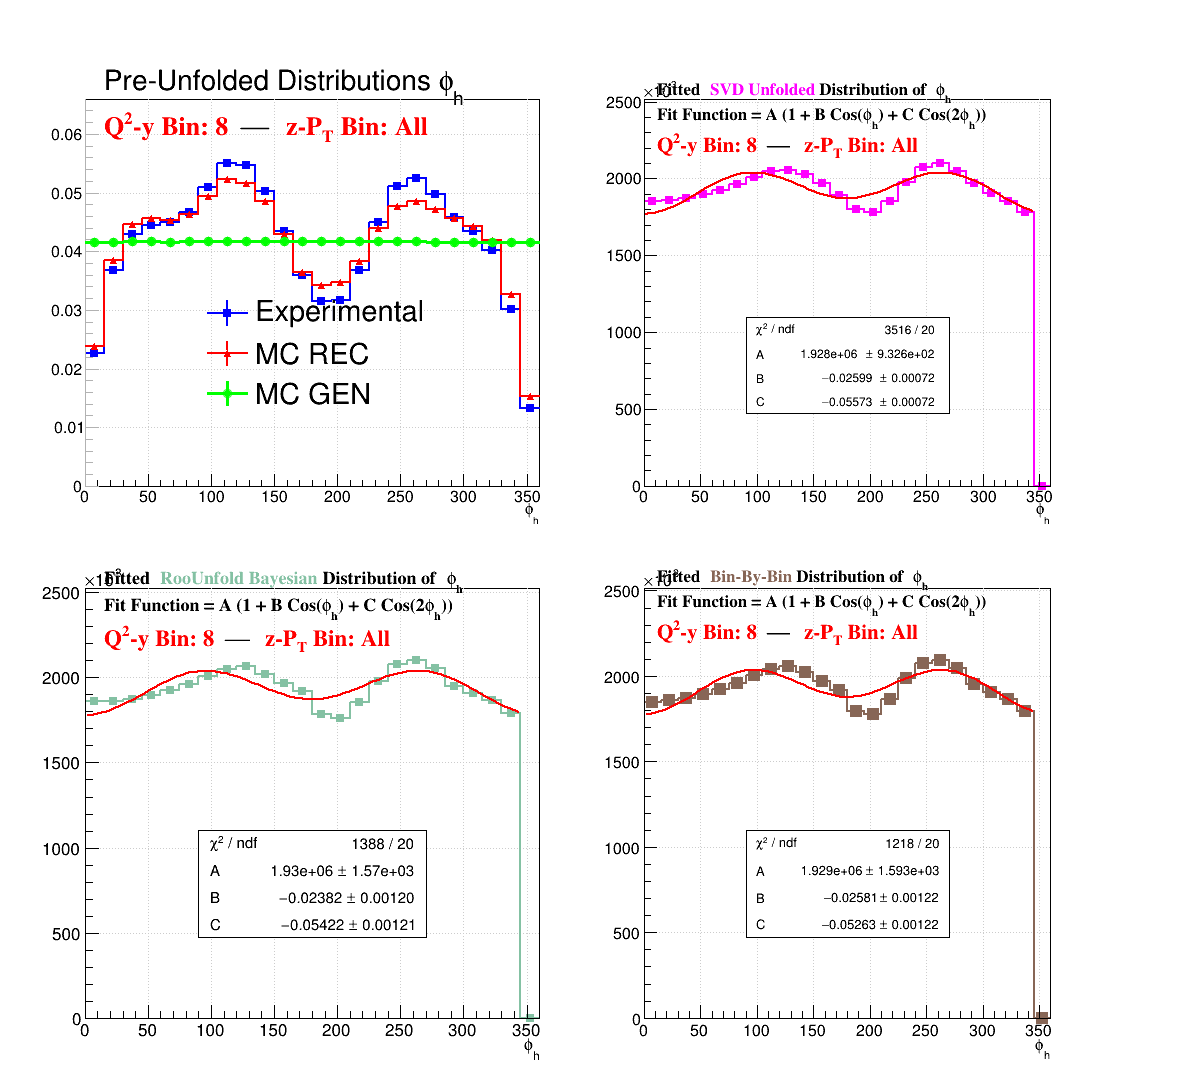 Pre-Unfolded Distributions ϕh
Q²-y Bin: 8 — z-PT Bin: All
0.06
0.05
0.04
0.03
0.02
0.01
0
Experimental
MC REC
MC GEN
0 50 100 150 200 250 300 350
ϕh
Fitted SVD Unfolded Distribution of ϕh
Fit Function = A (1 + B Cos(ϕh) + C Cos(2ϕh))
Q²-y Bin: 8 — z-PT Bin: All
2500
2000
1500
1000
500
0
χ² / ndf 3516 / 20
A 1.928e+06 ± 9.326e+02
B −0.02599 ± 0.00072
C −0.05573 ± 0.00072
0 50 100 150 200 250 300 350
ϕh
Fitted RooUnfold Bayesian Distribution of ϕh
Fit Function = A (1 + B Cos(ϕh) + C Cos(2ϕh))
Q²-y Bin: 8 — z-PT Bin: All
2500
2000
1500
1000
500
0
χ² / ndf 1388 / 20
A 1.93e+06 ± 1.57e+03
B −0.02382 ± 0.00120
C −0.05422 ± 0.00121
0 50 100 150 200 250 300 350
ϕh
Fitted Bin-By-Bin Distribution of ϕh
Fit Function = A (1 + B Cos(ϕh) + C Cos(2ϕh))
Q²-y Bin: 8 — z-PT Bin: All
2500
2000
1500
1000
500
0
χ² / ndf 1218 / 20
A 1.929e+06 ± 1.593e+03
B −0.02581 ± 0.00122
C −0.05263 ± 0.00122
0 50 100 150 200 250 300 350
ϕh